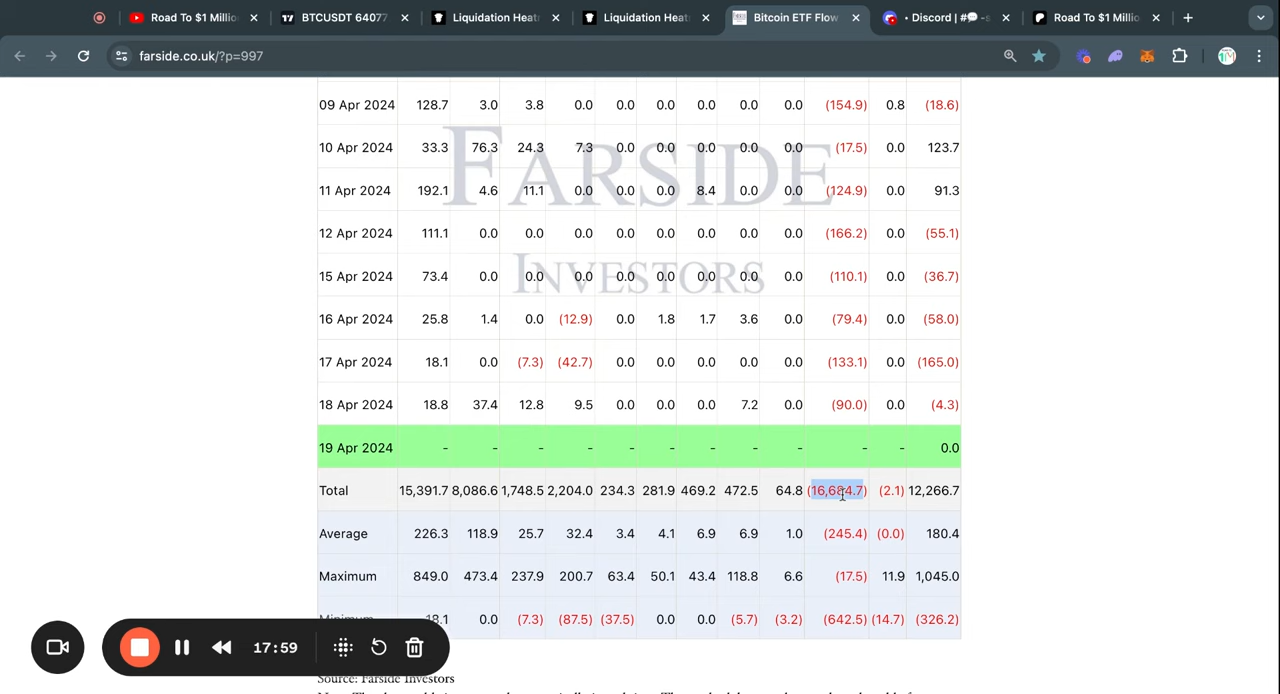 Road To $1 Millio
BTCUSDT 64077
Liquidation Heat
Liquidation Heat
Bitcoin ETF Flow
• Discord | #💬 -s
Road To $1 Millio
farside.co.uk/?p=997
09 Apr 2024 128.7 3.0 3.8 0.0 0.0 0.0 0.0 0.0 0.0 (154.9) 0.8 (18.6)
10 Apr 2024 33.3 76.3 24.3 7.3 0.0 0.0 0.0 0.0 0.0 (17.5) 0.0 123.7
FARSIDE
11 Apr 2024 192.1 4.6 11.1 0.0 0.0 0.0 8.4 0.0 0.0 (124.9) 0.0 91.3
12 Apr 2024 111.1 0.0 0.0 0.0 0.0 0.0 0.0 0.0 0.0 (166.2) 0.0 (55.1)
15 Apr 2024 73.4 0.0 0.0 0.0 0.0 0.0 0.0 0.0 0.0 (110.1) 0.0 (36.7)
INVESTORS
16 Apr 2024 25.8 1.4 0.0 (12.9) 0.0 1.8 1.7 3.6 0.0 (79.4) 0.0 (58.0)
17 Apr 2024 18.1 0.0 (7.3) (42.7) 0.0 0.0 0.0 0.0 0.0 (133.1) 0.0 (165.0)
18 Apr 2024 18.8 37.4 12.8 9.5 0.0 0.0 0.0 7.2 0.0 (90.0) 0.0 (4.3)
19 Apr 2024 - - - - - - - - - - - 0.0
Total 15,391.7 8,086.6 1,748.5 2,204.0 234.3 281.9 469.2 472.5 64.8 (16,684.7) (2.1) 12,266.7
Average 226.3 118.9 25.7 32.4 3.4 4.1 6.9 6.9 1.0 (245.4) (0.0) 180.4
Maximum 849.0 473.4 237.9 200.7 63.4 50.1 43.4 118.8 6.6 (17.5) 11.9 1,045.0
Minimum 18.1 0.0 (7.3) (87.5) (37.5) 0.0 0.0 (5.7) (3.2) (642.5) (14.7) (326.2)
17:59
Source: Farside Investors